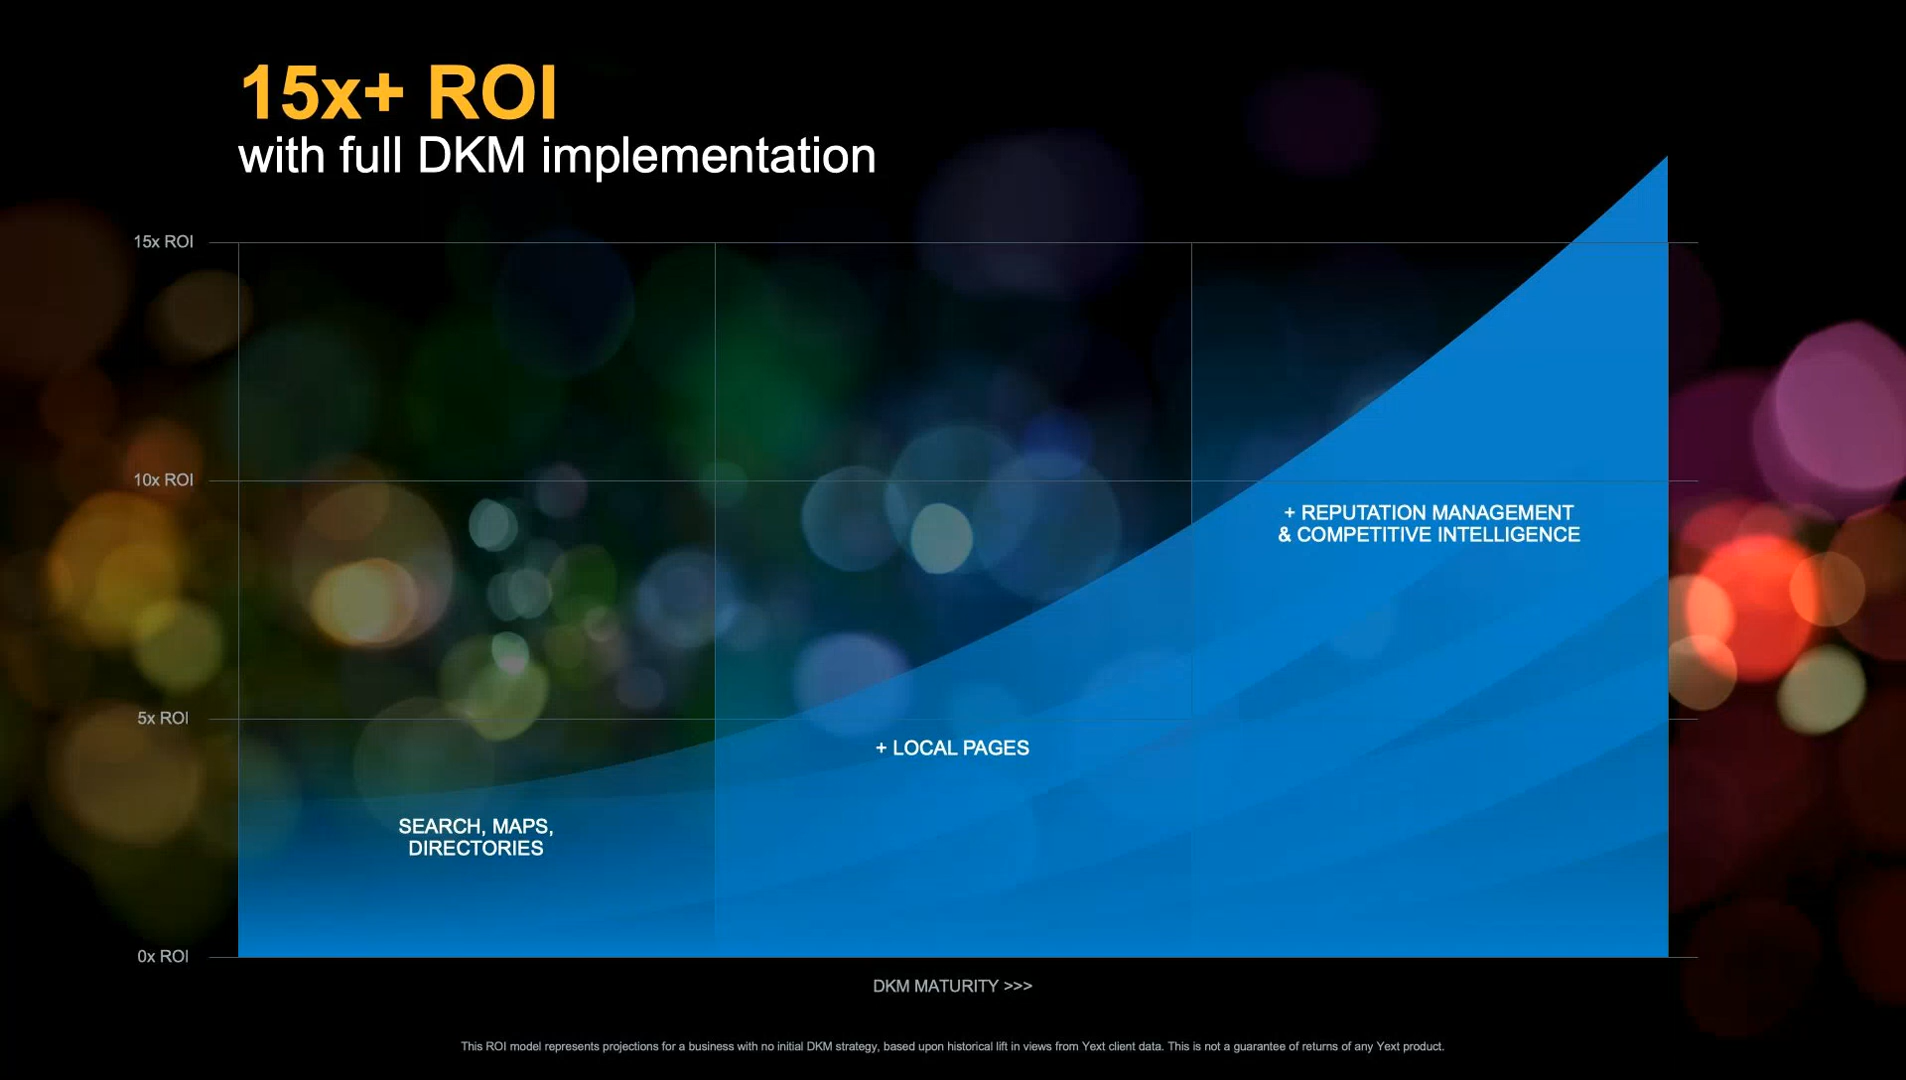 15x+ ROI
with full DKM implementation
15x ROI
10x ROI
+ REPUTATION MANAGEMENT
& COMPETITIVE INTELLIGENCE
5x ROI
+ LOCAL PAGES
SEARCH, MAPS,
DIRECTORIES
0x ROI
DKM MATURITY >>>
This ROI model represents projections for a business with no initial DKM strategy, based upon historical lift in views from Yext client data. This is not a guarantee of returns of any Yext product.